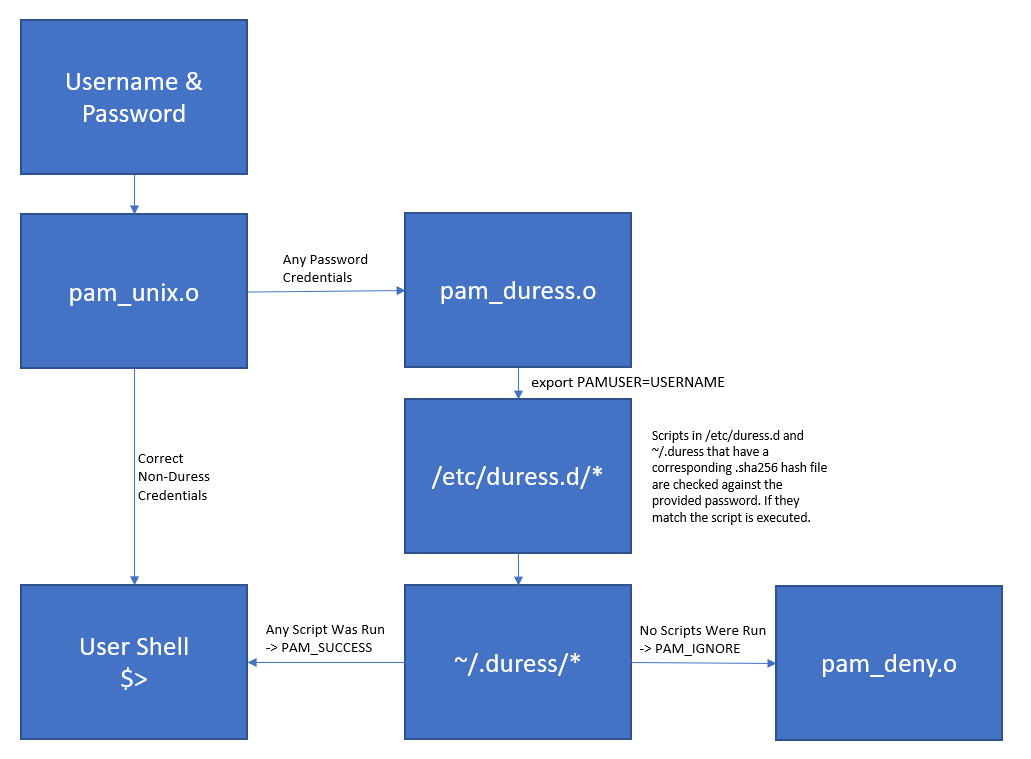 Username &
Password
pam_unix.o
Any Password
Credentials
pam_duress.o
export PAMUSER=USERNAME
Correct
Non-Duress
Credentials
/etc/duress.d/*
Scripts in /etc/duress.d and
~/.duress that have a
corresponding .sha256 hash file
are checked against the
provided password. If they
match the script is executed.
User Shell
$>
Any Script Was Run
-> PAM_SUCCESS
~/.duress/*
No Scripts Were Run
-> PAM_IGNORE
pam_deny.o